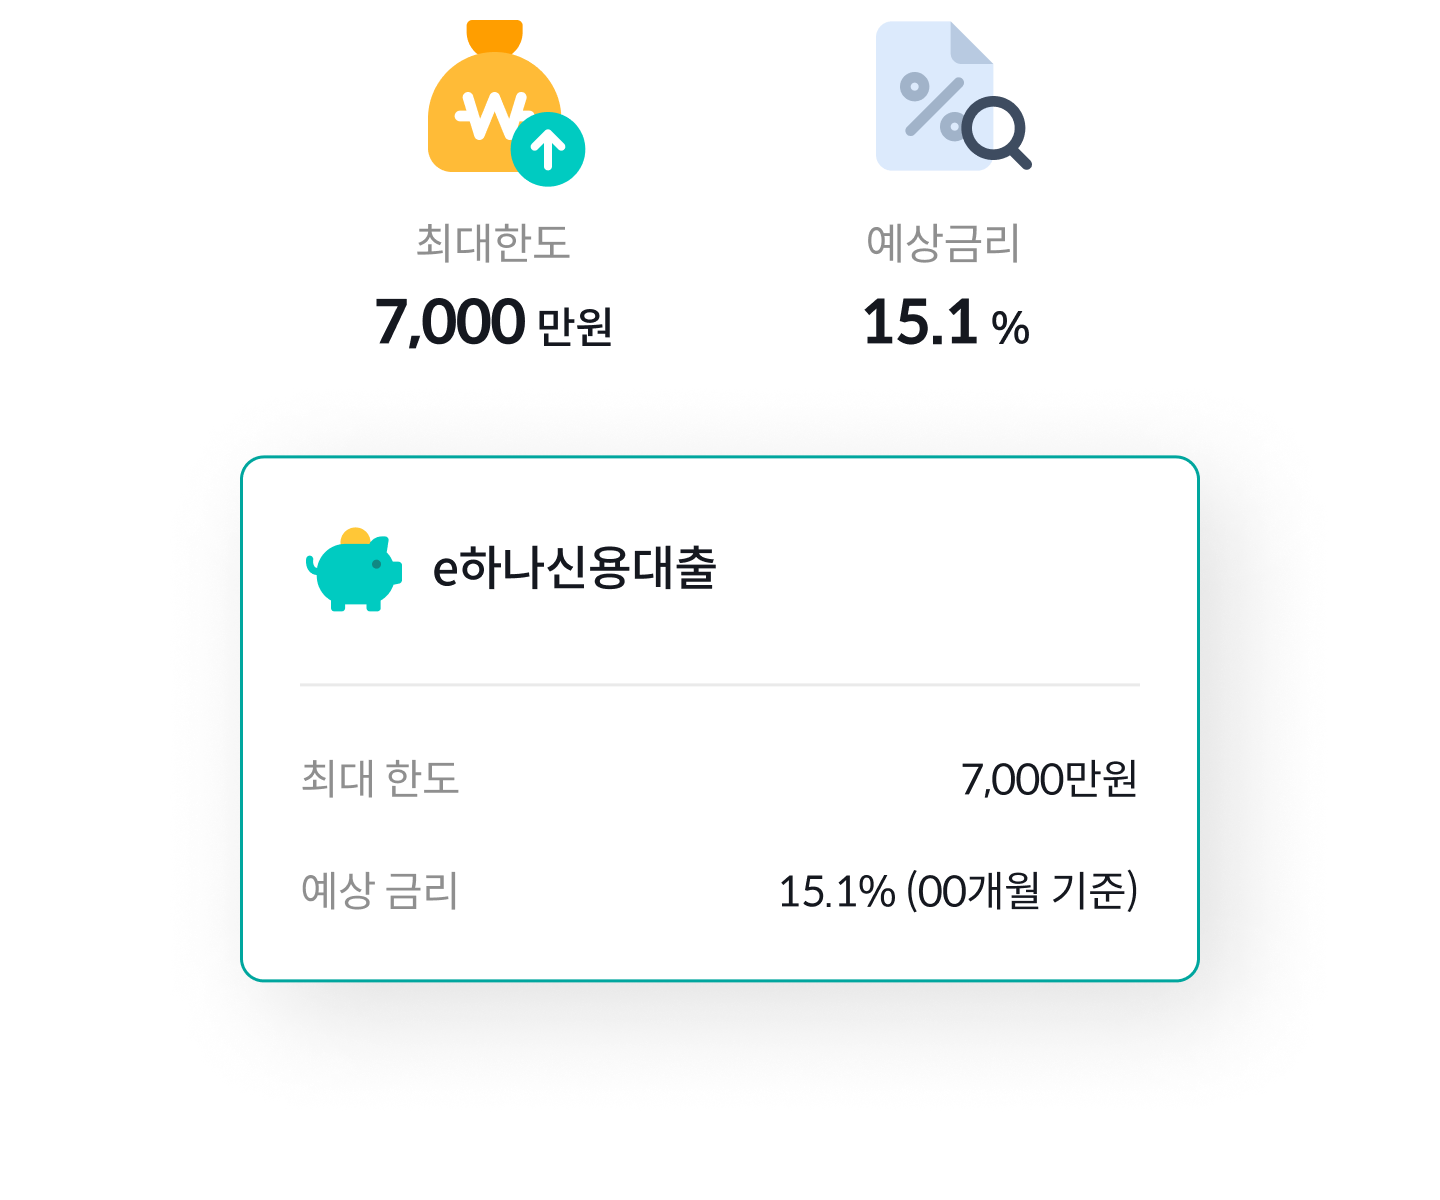 최대한도 예상금리
7,000 만원 15.1 %
e하나신용대출
최대 한도 7,000만원
예상 금리 15.1% (00개월 기준)